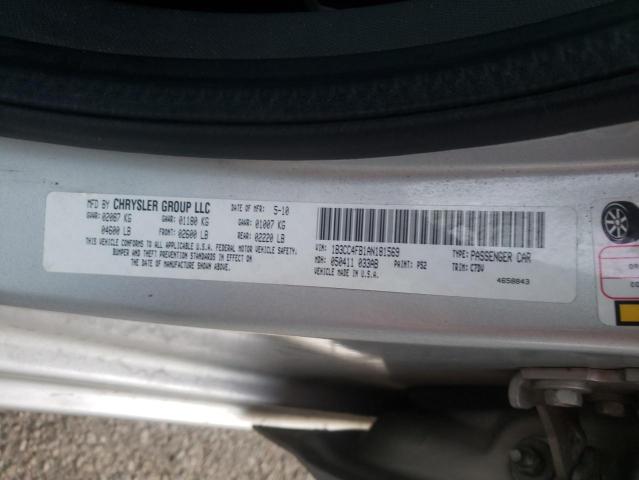 MFD BY CHRYSLER GROUP LLC DATE OF MFR: 5-10
GVWR: 02087 KG GAWR: 01180 KG GAWR: 01007 KG
04600 LB FRONT: 02600 LB REAR: 02220 LB
THIS VEHICLE CONFORMS TO ALL APPLICABLE U.S.A. FEDERAL MOTOR VEHICLE SAFETY,
BUMPER AND THEFT PREVENTION STANDARDS IN EFFECT ON
THE DATE OF MANUFACTURE SHOWN ABOVE.
VIN: 1B3CC4FB1AN181569 TYPE: PASSENGER CAR
MDH: 050411 033AB PAINT: PS2 TRIM: C7DV
VEHICLE MADE IN U.S.A.
4658843